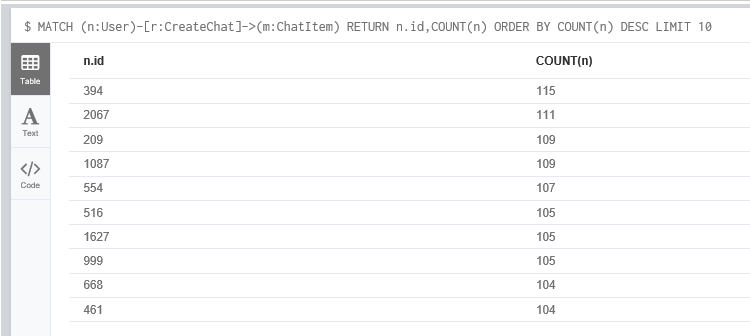 $ MATCH (n:User)-[r:CreateChat]->(m:ChatItem) RETURN n.id,COUNT(n) ORDER BY COUNT(n) DESC LIMIT 10
n.id COUNT(n)
Table
394 115
2067 111
A
Text
209 109
1087 109
</>
Code
554 107
516 105
1627 105
999 105
668 104
461 104